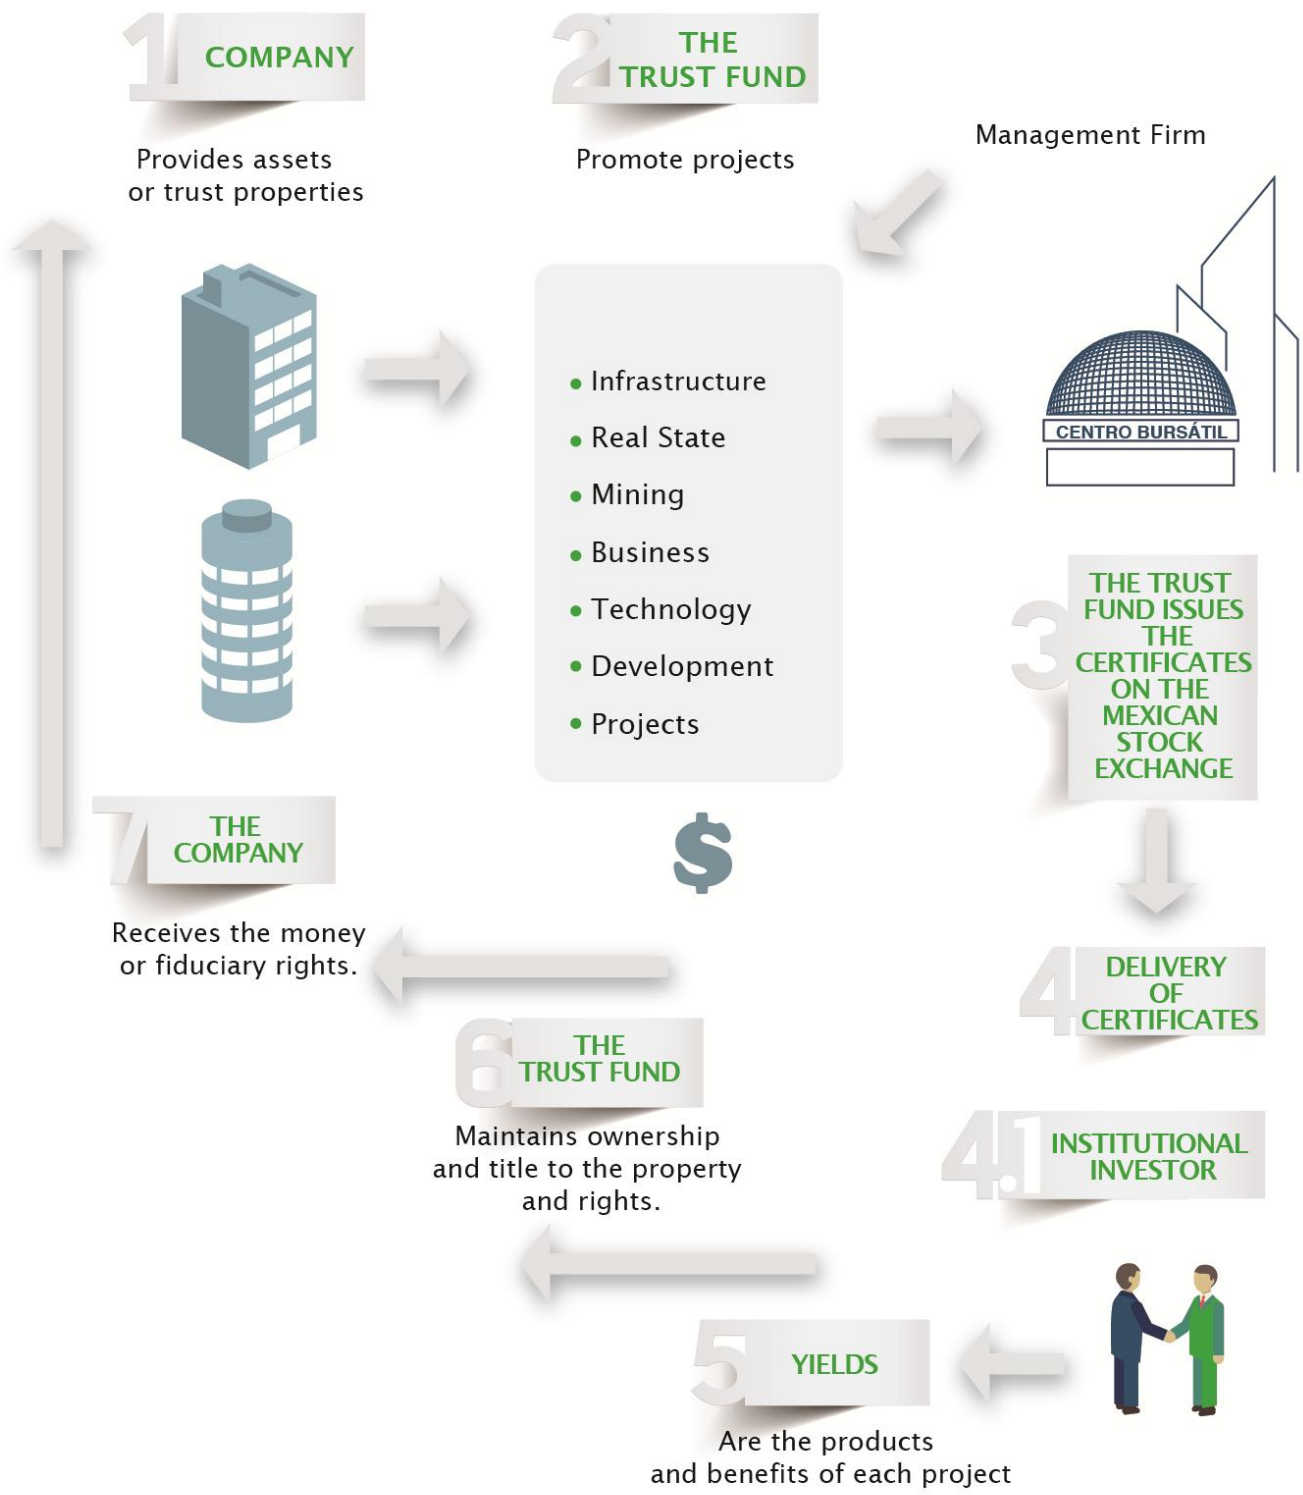 1 COMPANY
Provides assets
or trust properties
2 THE
TRUST FUND
Promote projects
Management Firm
• Infrastructure
• Real State
• Mining
• Business
• Technology
• Development
• Projects
CENTRO BURSÁTIL
3 THE TRUST
FUND ISSUES
THE
CERTIFICATES
ON THE
MEXICAN
STOCK
EXCHANGE
$
4 DELIVERY
OF
CERTIFICATES
4.1 INSTITUTIONAL
INVESTOR
5 YIELDS
Are the products
and benefits of each project
6 THE
TRUST FUND
Maintains ownership
and title to the property
and rights.
7 THE
COMPANY
Receives the money
or fiduciary rights.